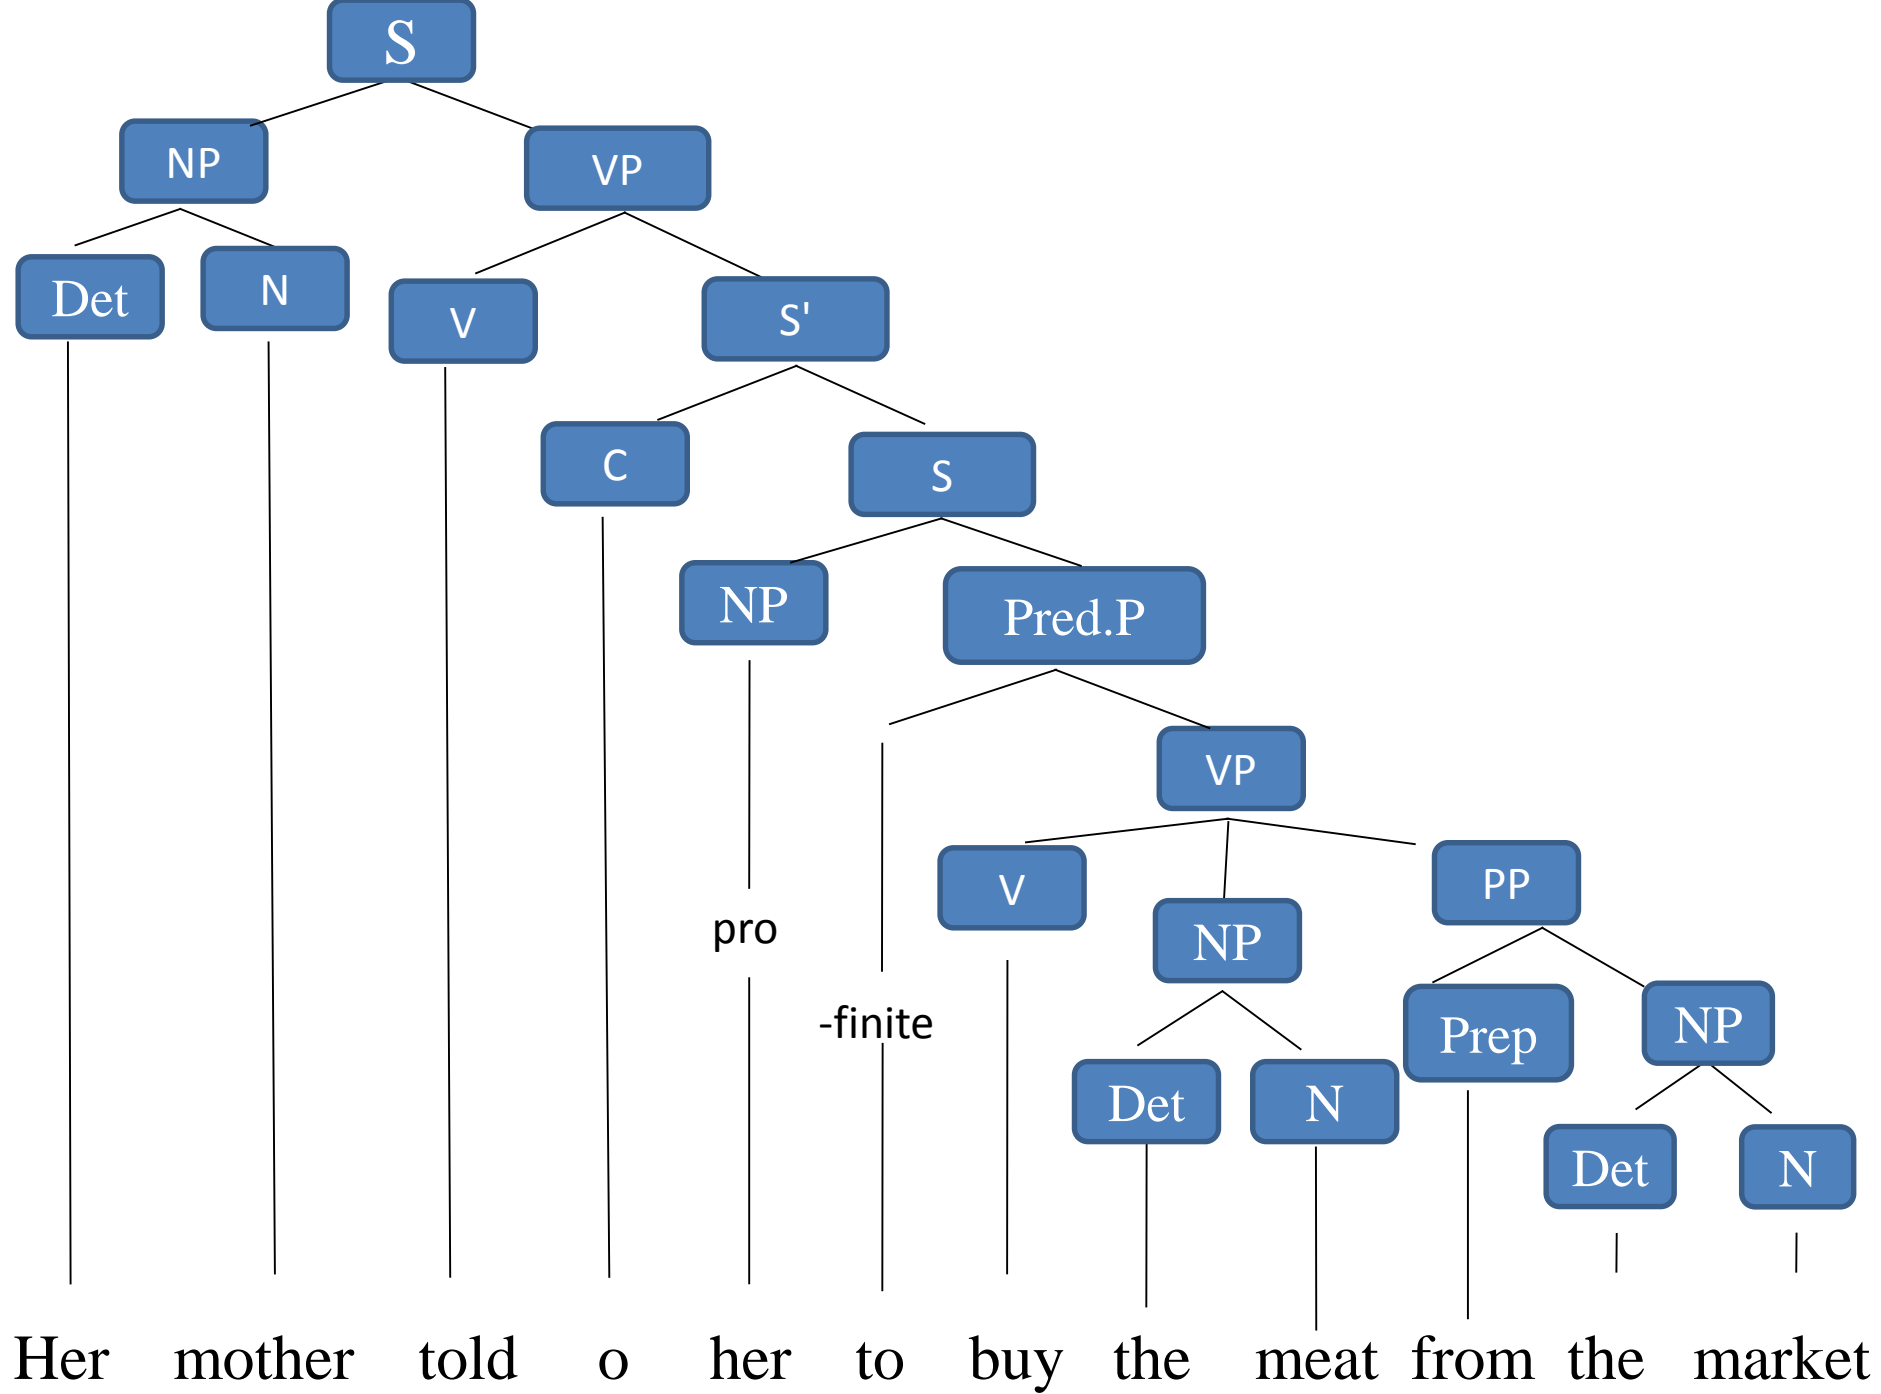 S
NP VP
Det N V S'
C S
NP Pred.P
VP
V NP PP
pro
-finite
Prep NP
Det N Det N
Her mother told o her to buy the meat from the market